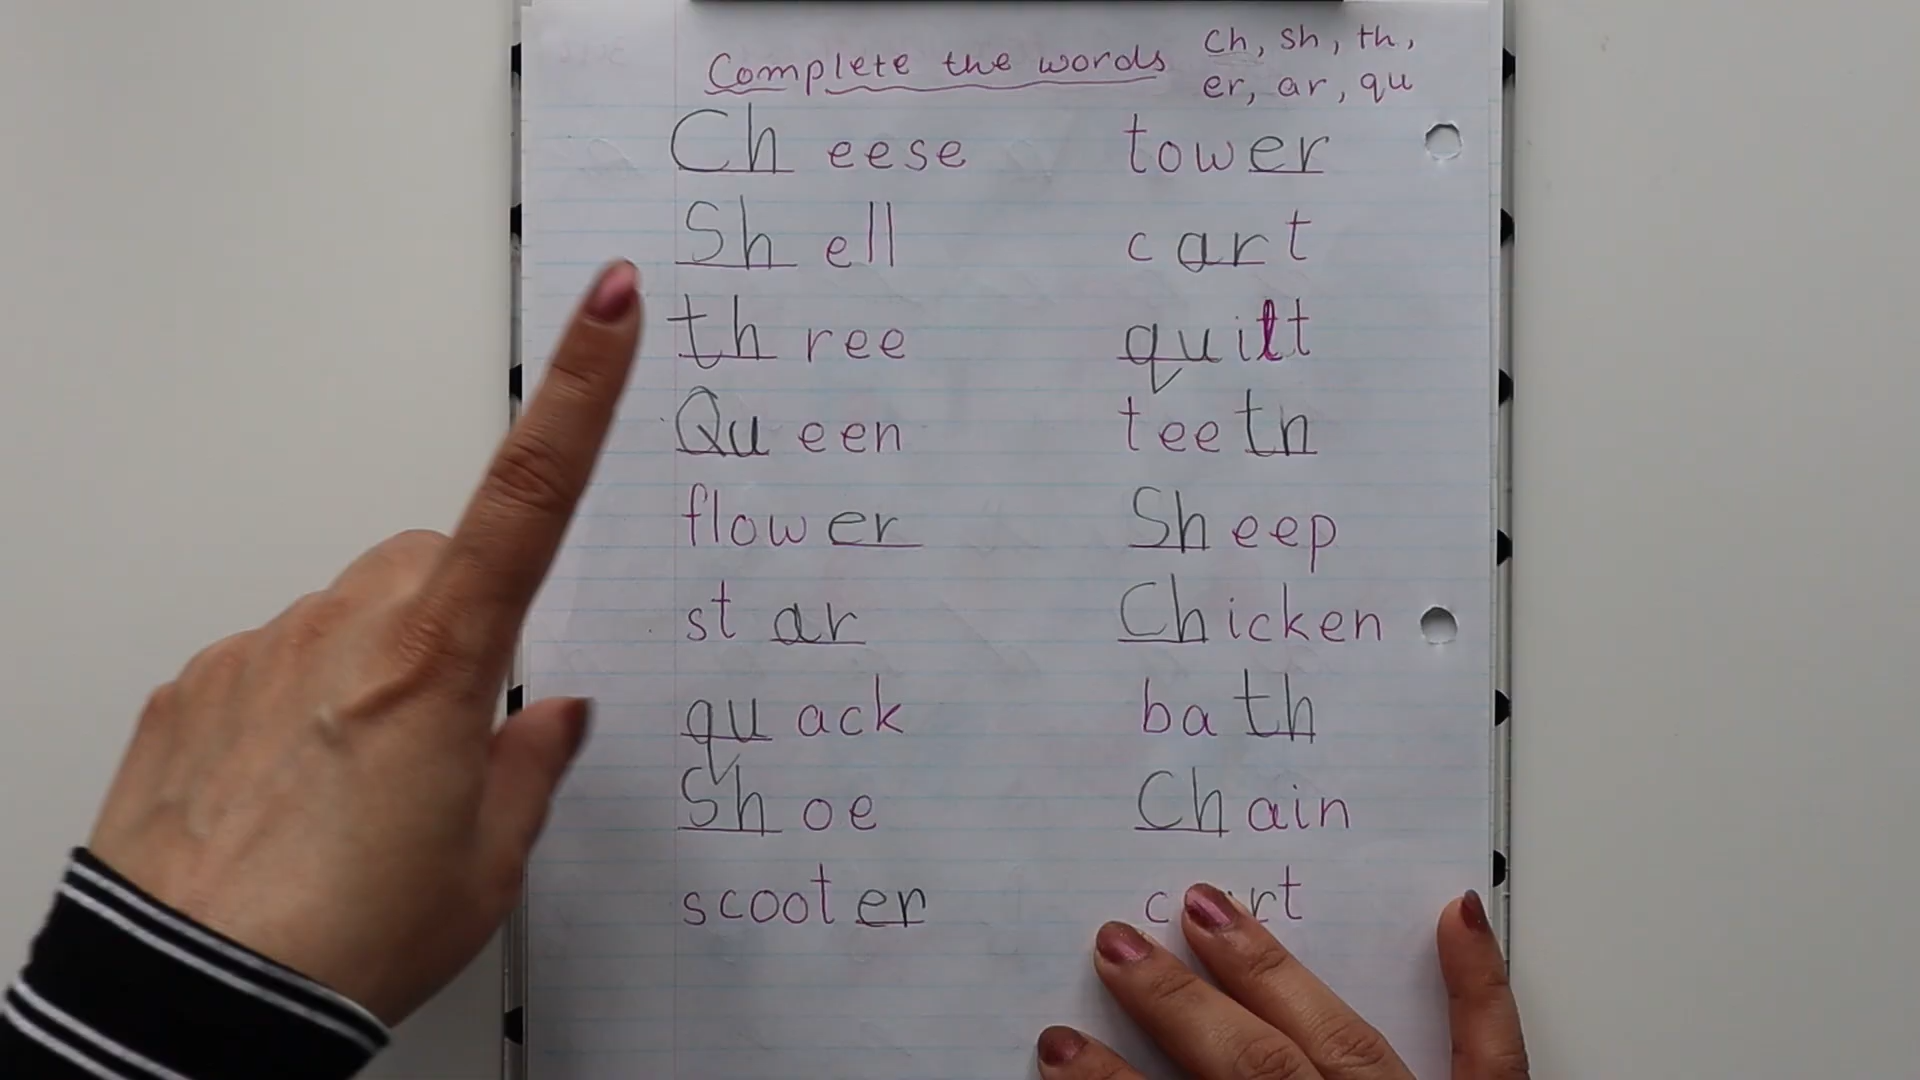 Complete the words ch, sh, th,
er, ar, qu
Cheese tower
Shell cart
three quilt
Queen teeth
flower Sheep
star Chicken
quack bath
Shoe Chain
scooter